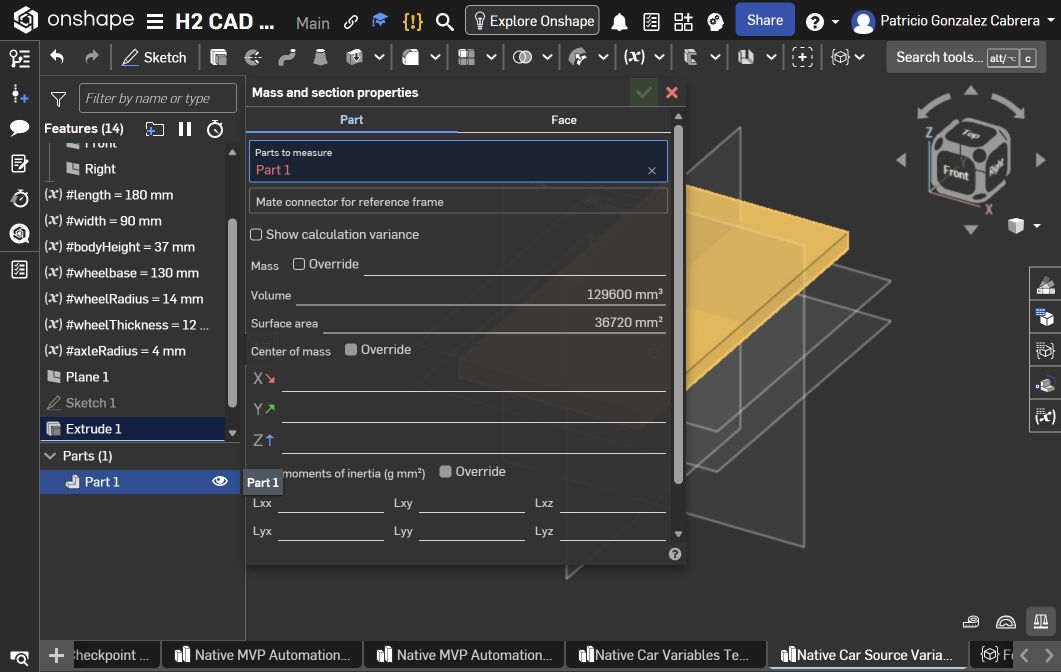 onshape H2 CAD ... Main Explore Onshape Share Patricio Gonzalez Cabrera
Sketch Search tools... alt/⌥ c
Filter by name or type
Features (14)
Front
Right
(x) #length = 180 mm
(x) #width = 90 mm
(x) #bodyHeight = 37 mm
(x) #wheelbase = 130 mm
(x) #wheelRadius = 14 mm
(x) #wheelThickness = 12 ...
(x) #axleRadius = 4 mm
Plane 1
Sketch 1
Extrude 1
Parts (1)
Part 1
Part 1
Mass and section properties
Part Face
Parts to measure
Part 1
Mate connector for reference frame
Show calculation variance
Mass Override
Volume 129600 mm³
Surface area 36720 mm²
Center of mass Override
X
Y
Z
moments of inertia (g mm²) Override
Lxx Lxy Lxz
Lyx Lyy Lyz
Z Top
Y
Front Right
X
Checkpoint ... Native MVP Automation... Native MVP Automation... Native Car Variables Te... Native Car Source Varia...